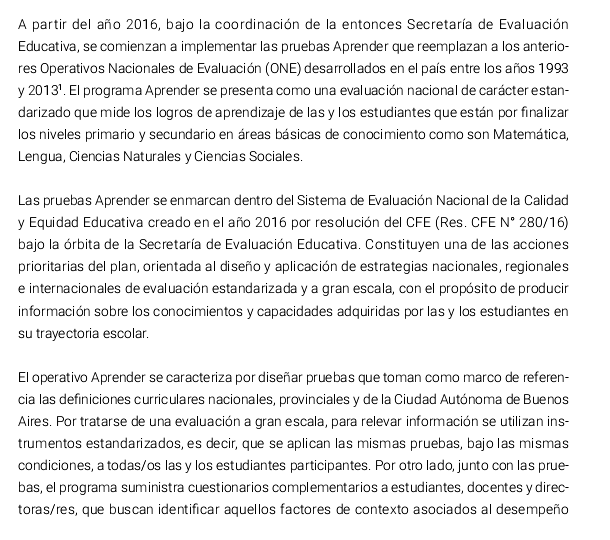 A partir del año 2016, bajo la coordinación de la entonces Secretaría de Evaluación
Educativa, se comienzan a implementar las pruebas Aprender que reemplazan a los anterio-
res Operativos Nacionales de Evaluación (ONE) desarrollados en el país entre los años 1993
y 2013¹. El programa Aprender se presenta como una evaluación nacional de carácter estan-
darizado que mide los logros de aprendizaje de las y los estudiantes que están por finalizar
los niveles primario y secundario en áreas básicas de conocimiento como son Matemática,
Lengua, Ciencias Naturales y Ciencias Sociales.

Las pruebas Aprender se enmarcan dentro del Sistema de Evaluación Nacional de la Calidad
y Equidad Educativa creado en el año 2016 por resolución del CFE (Res. CFE N° 280/16)
bajo la órbita de la Secretaría de Evaluación Educativa. Constituyen una de las acciones
prioritarias del plan, orientada al diseño y aplicación de estrategias nacionales, regionales
e internacionales de evaluación estandarizada y a gran escala, con el propósito de producir
información sobre los conocimientos y capacidades adquiridas por las y los estudiantes en
su trayectoria escolar.

El operativo Aprender se caracteriza por diseñar pruebas que toman como marco de referen-
cia las definiciones curriculares nacionales, provinciales y de la Ciudad Autónoma de Buenos
Aires. Por tratarse de una evaluación a gran escala, para relevar información se utilizan ins-
trumentos estandarizados, es decir, que se aplican las mismas pruebas, bajo las mismas
condiciones, a todas/os las y los estudiantes participantes. Por otro lado, junto con las prue-
bas, el programa suministra cuestionarios complementarios a estudiantes, docentes y direc-
toras/res, que buscan identificar aquellos factores de contexto asociados al desempeño